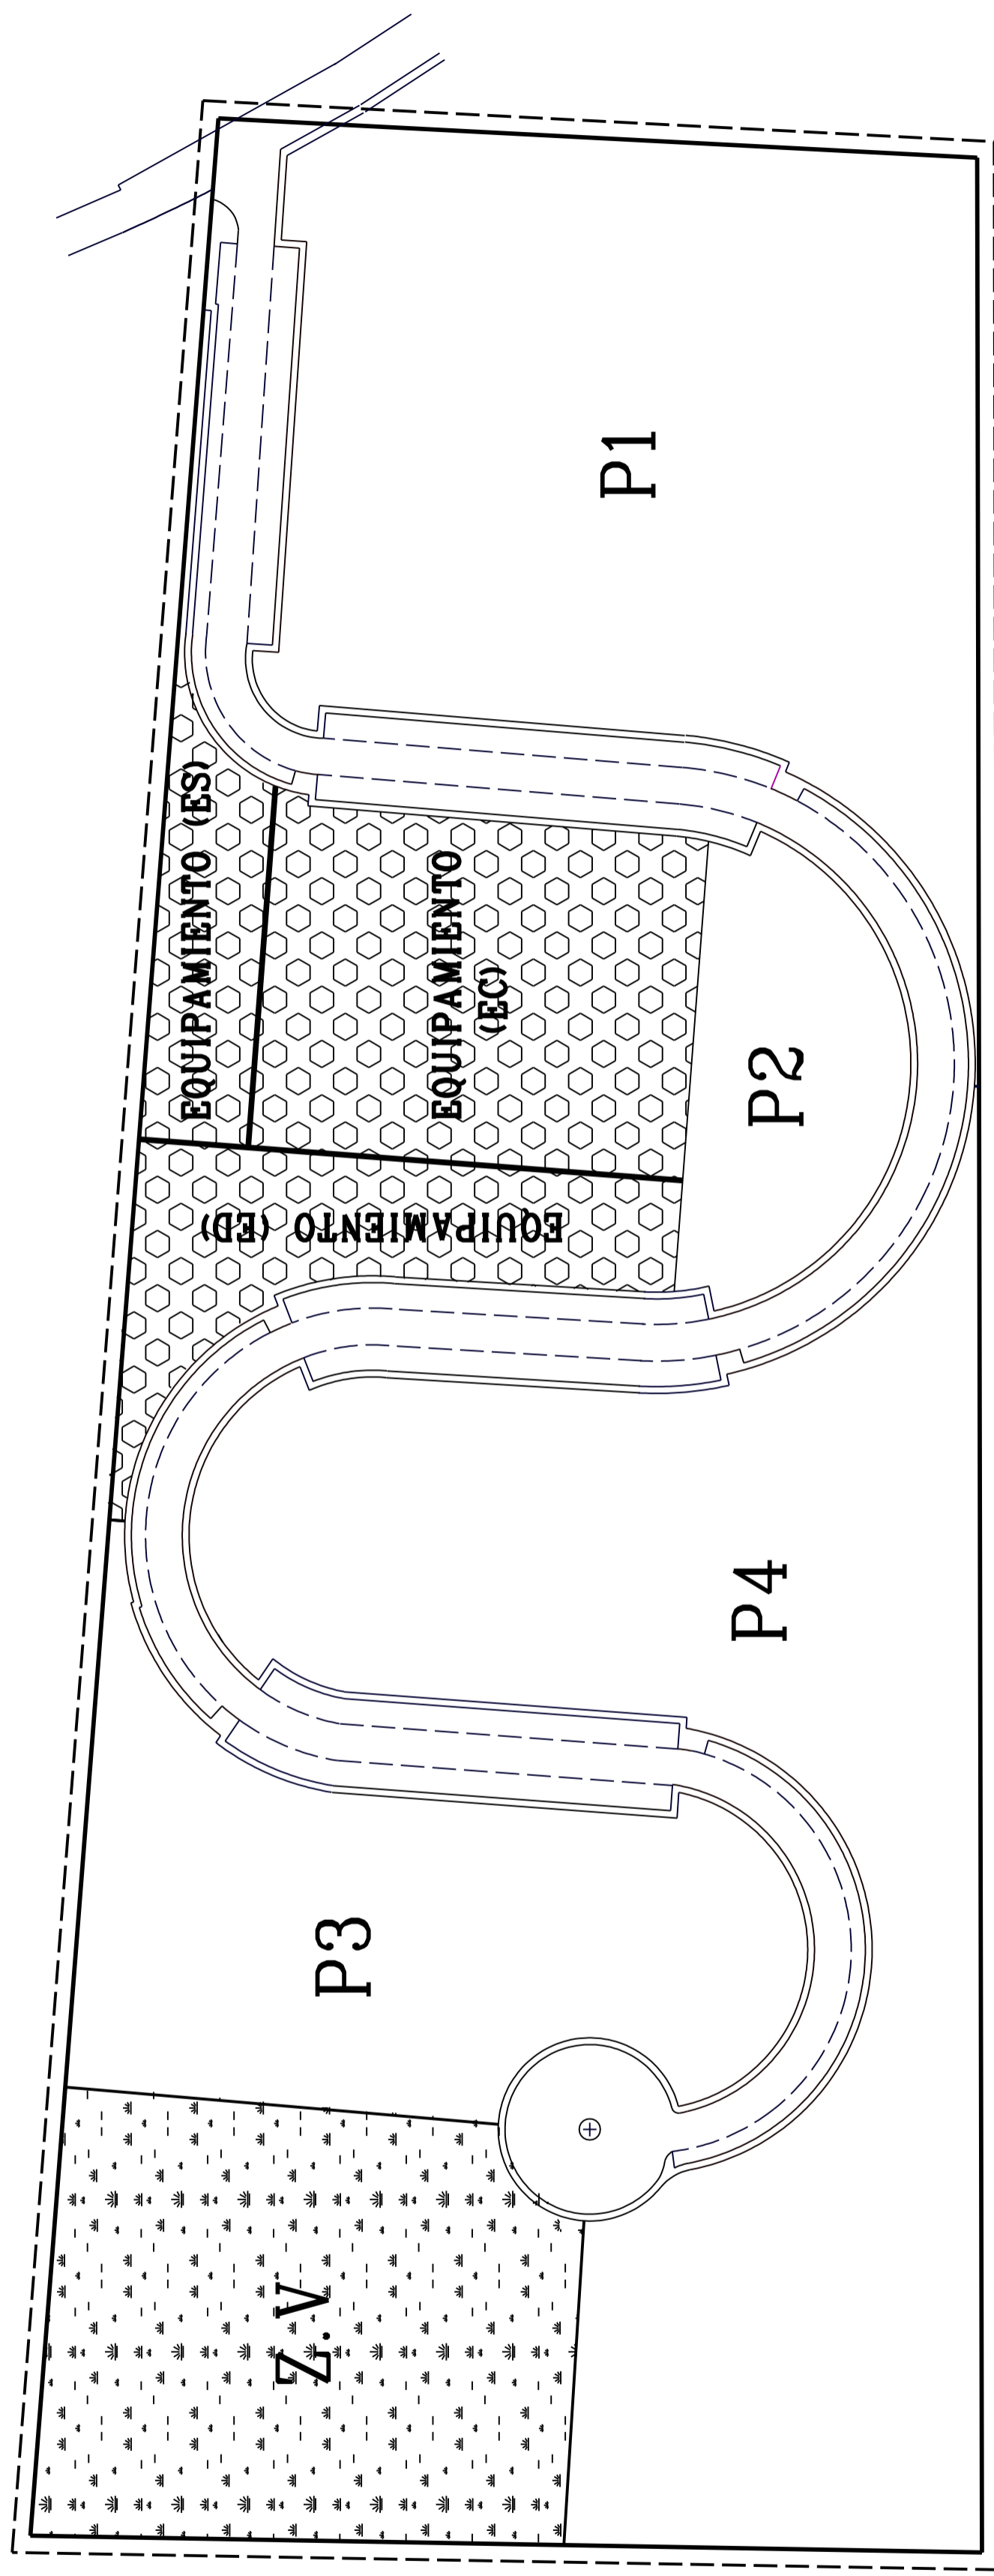 P1
EQUIPAMIENTO (ES)
EQUIPAMIENTO
(EC)
P2
EQUIPAMIENTO (ED)
P4
P3
Z.V